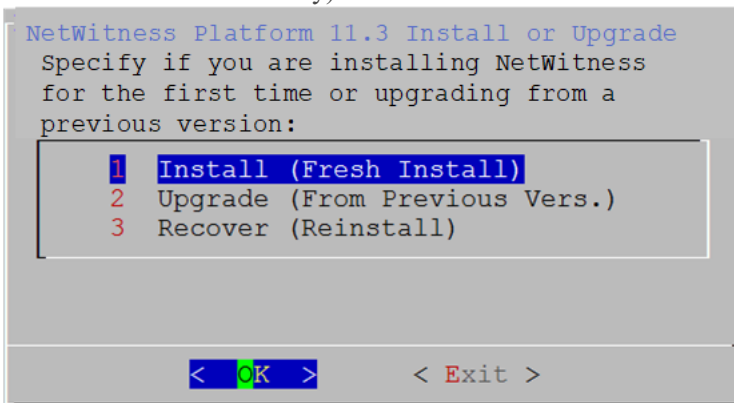 NetWitness Platform 11.3 Install or Upgrade
Specify if you are installing NetWitness
for the first time or upgrading from a
previous version:
1 Install (Fresh Install)
2 Upgrade (From Previous Vers.)
3 Recover (Reinstall)
< OK > < Exit >